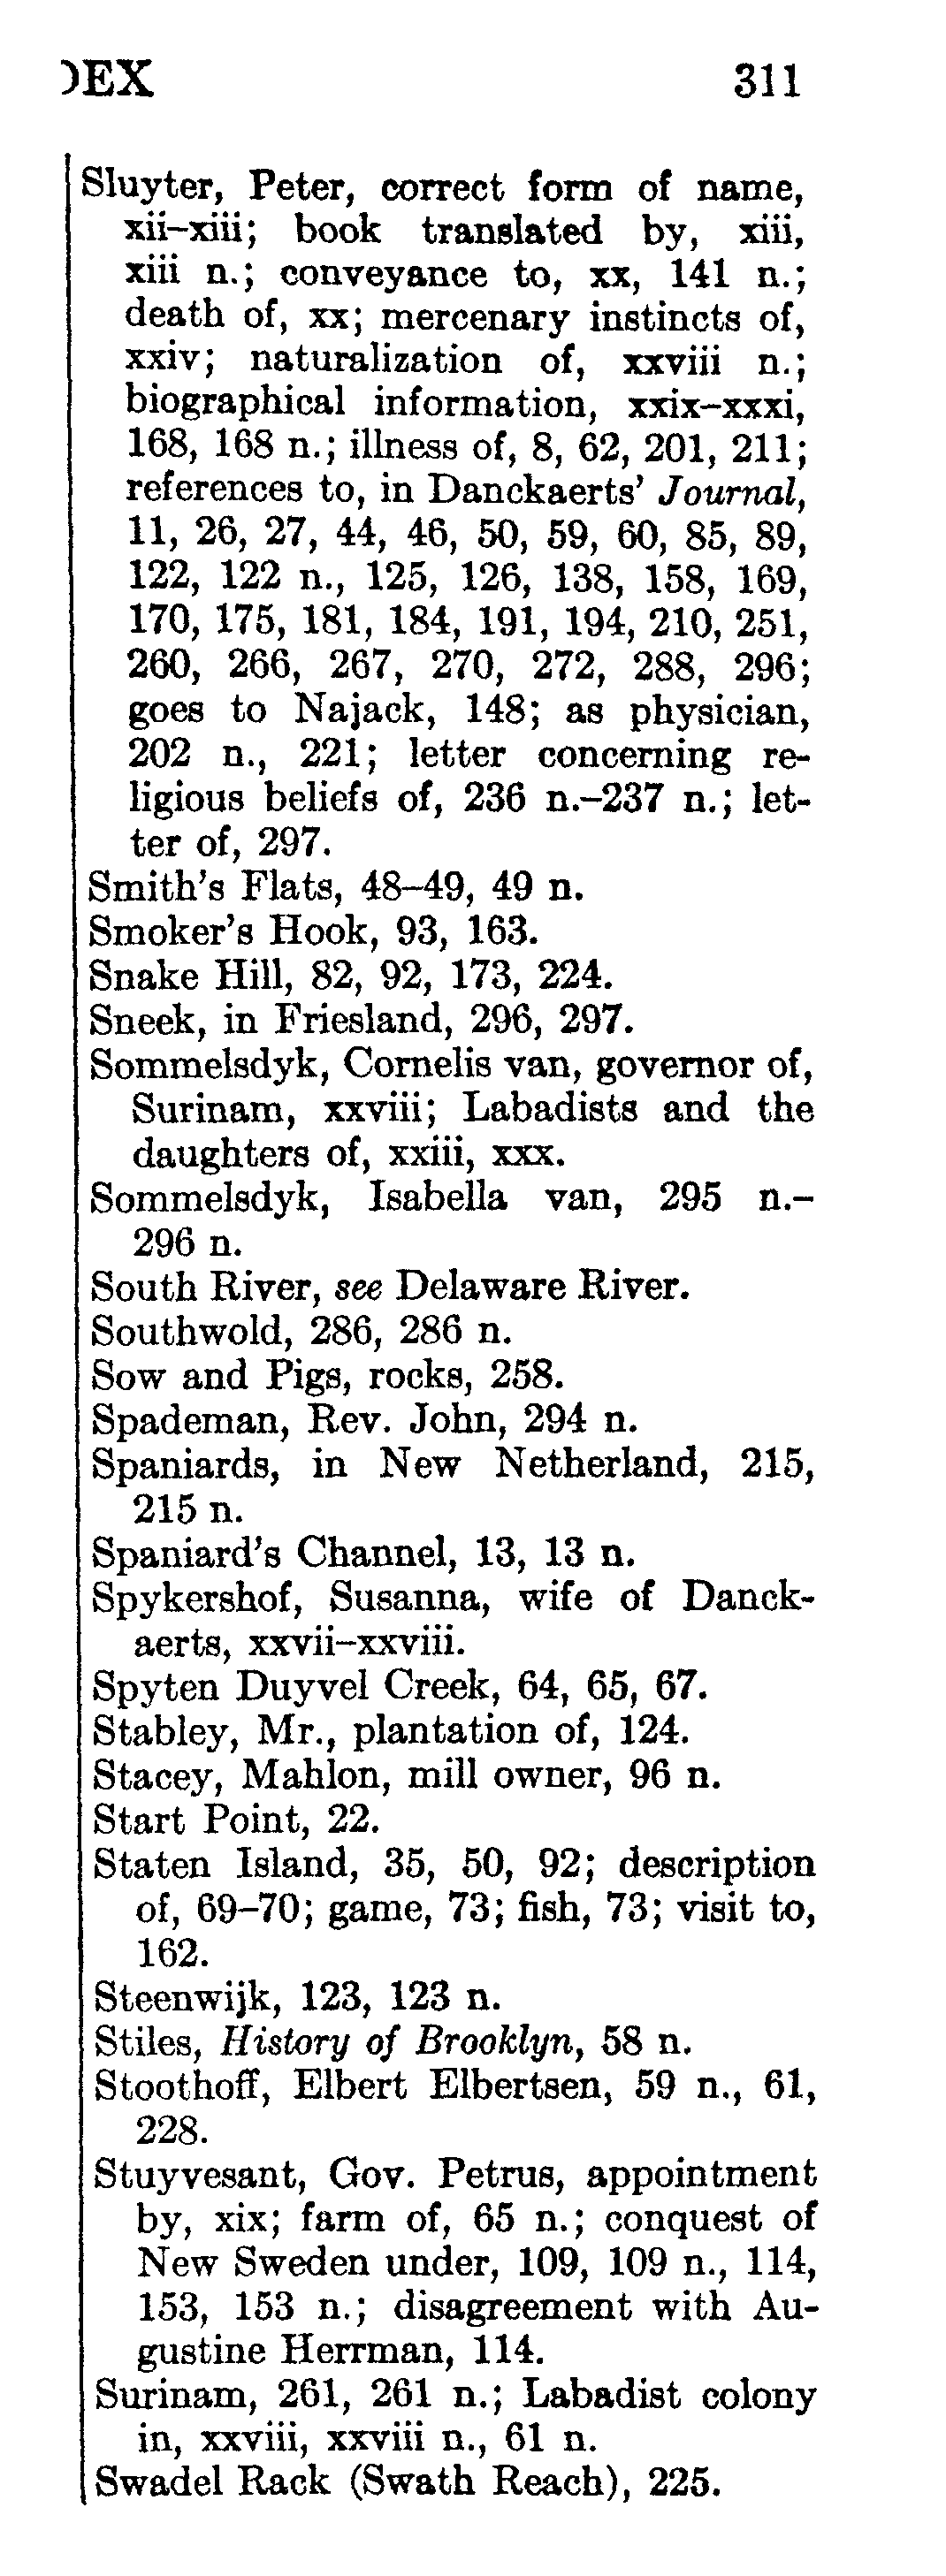 DEX 311
Sluyter, Peter, correct form of name,
xii–xiii; book translated by, xiii,
xiii n.; conveyance to, xx, 141 n.;
death of, xx; mercenary instincts of,
xxiv; naturalization of, xxviii n.;
biographical information, xxix–xxxi,
168, 168 n.; illness of, 8, 62, 201, 211;
references to, in Danckaerts' Journal,
11, 26, 27, 44, 46, 50, 59, 60, 85, 89,
122, 122 n., 125, 126, 138, 158, 169,
170, 175, 181, 184, 191, 194, 210, 251,
260, 266, 267, 270, 272, 288, 296;
goes to Najack, 148; as physician,
202 n., 221; letter concerning re-
ligious beliefs of, 236 n.–237 n.; let-
ter of, 297.
Smith's Flats, 48–49, 49 n.
Smoker's Hook, 93, 163.
Snake Hill, 82, 92, 173, 224.
Sneek, in Friesland, 296, 297.
Sommelsdyk, Cornelis van, governor of,
Surinam, xxviii; Labadists and the
daughters of, xxiii, xxx.
Sommelsdyk, Isabella van, 295 n.–
296 n.
South River, see Delaware River.
Southwold, 286, 286 n.
Sow and Pigs, rocks, 258.
Spademan, Rev. John, 294 n.
Spaniards, in New Netherland, 215,
215 n.
Spaniard's Channel, 13, 13 n.
Spykershof, Susanna, wife of Danck-
aerts, xxvii–xxviii.
Spyten Duyvel Creek, 64, 65, 67.
Stabley, Mr., plantation of, 124.
Stacey, Mahlon, mill owner, 96 n.
Start Point, 22.
Staten Island, 35, 50, 92; description
of, 69–70; game, 73; fish, 73; visit to,
162.
Steenwijk, 123, 123 n.
Stiles, History of Brooklyn, 58 n.
Stoothoff, Elbert Elbertsen, 59 n., 61,
228.
Stuyvesant, Gov. Petrus, appointment
by, xix; farm of, 65 n.; conquest of
New Sweden under, 109, 109 n., 114,
153, 153 n.; disagreement with Au-
gustine Herrman, 114.
Surinam, 261, 261 n.; Labadist colony
in, xxviii, xxviii n., 61 n.
Swadel Rack (Swath Reach), 225.